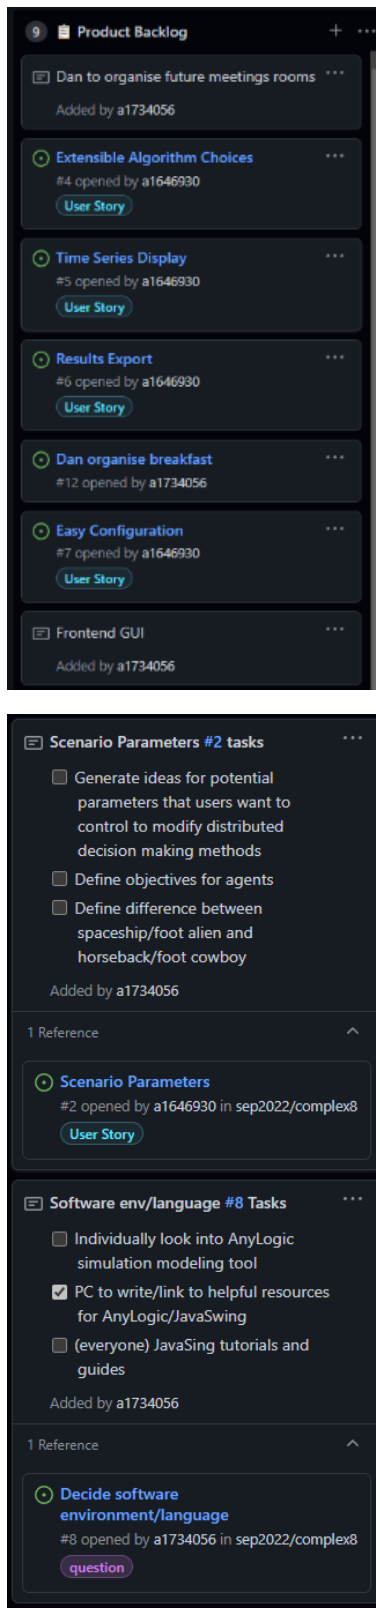 9 Product Backlog
Dan to organise future meetings rooms
Added by a1734056
Extensible Algorithm Choices
#4 opened by a1646930
User Story
Time Series Display
#5 opened by a1646930
User Story
Results Export
#6 opened by a1646930
User Story
Dan organise breakfast
#12 opened by a1734056
Easy Configuration
#7 opened by a1646930
User Story
Frontend GUI
Added by a1734056
Scenario Parameters #2 tasks
Generate ideas for potential
parameters that users want to
control to modify distributed
decision making methods
Define objectives for agents
Define difference between
spaceship/foot alien and
horseback/foot cowboy
Added by a1734056
1 Reference
Scenario Parameters
#2 opened by a1646930 in sep2022/complex8
User Story
Software env/language #8 Tasks
Individually look into AnyLogic
simulation modeling tool
PC to write/link to helpful resources
for AnyLogic/JavaSwing
(everyone) JavaSing tutorials and
guides
Added by a1734056
1 Reference
Decide software
environment/language
#8 opened by a1734056 in sep2022/complex8
question